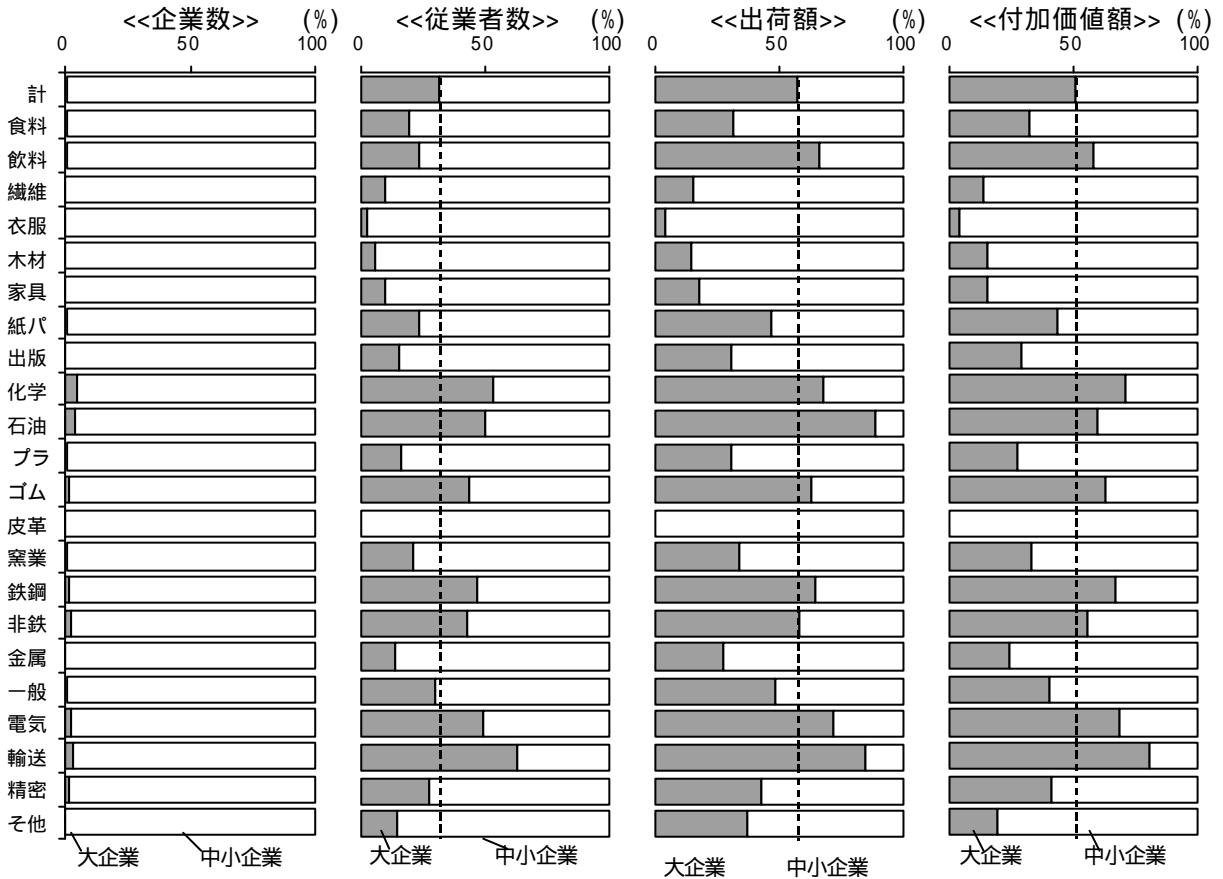 <<企業数>> (%)
0 50 100
<<従業者数>> (%)
0 50 100
<<出荷額>> (%)
0 50 100
<<付加価値額>> (%)
0 50 100
計
食料
飲料
繊維
衣服
木材
家具
紙パ
出版
化学
石油
プラ
ゴム
皮革
窯業
鉄鋼
非鉄
金属
一般
電気
輸送
精密
その他
大企業 中小企業
大企業 中小企業
大企業 中小企業
大企業 中小企業